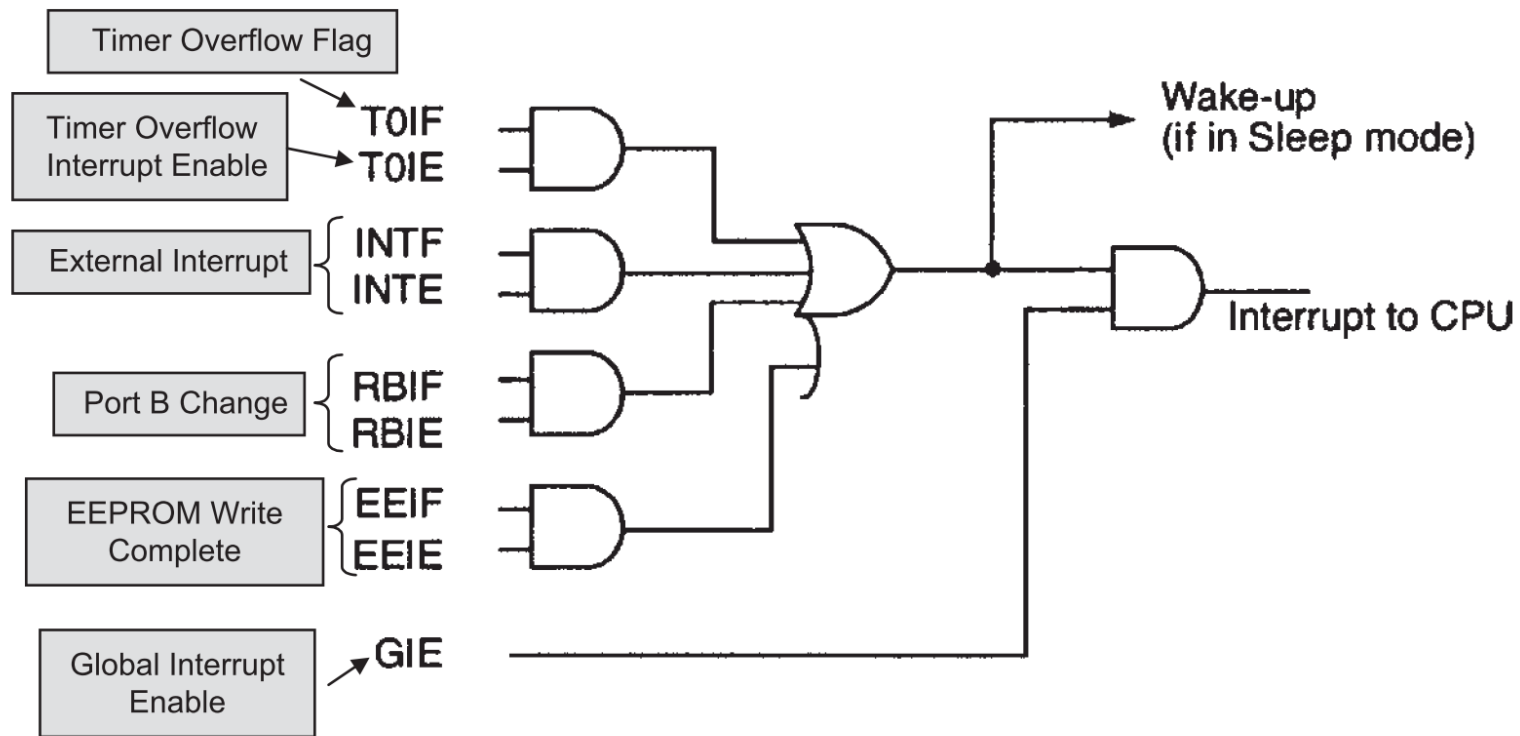 Timer Overflow Flag
Timer Overflow
Interrupt Enable
T0IF
T0IE
External Interrupt
INTF
INTE
Port B Change
RBIF
RBIE
EEPROM Write
Complete
EEIF
EEIE
Global Interrupt
Enable
GIE
Wake-up
(if in Sleep mode)
Interrupt to CPU